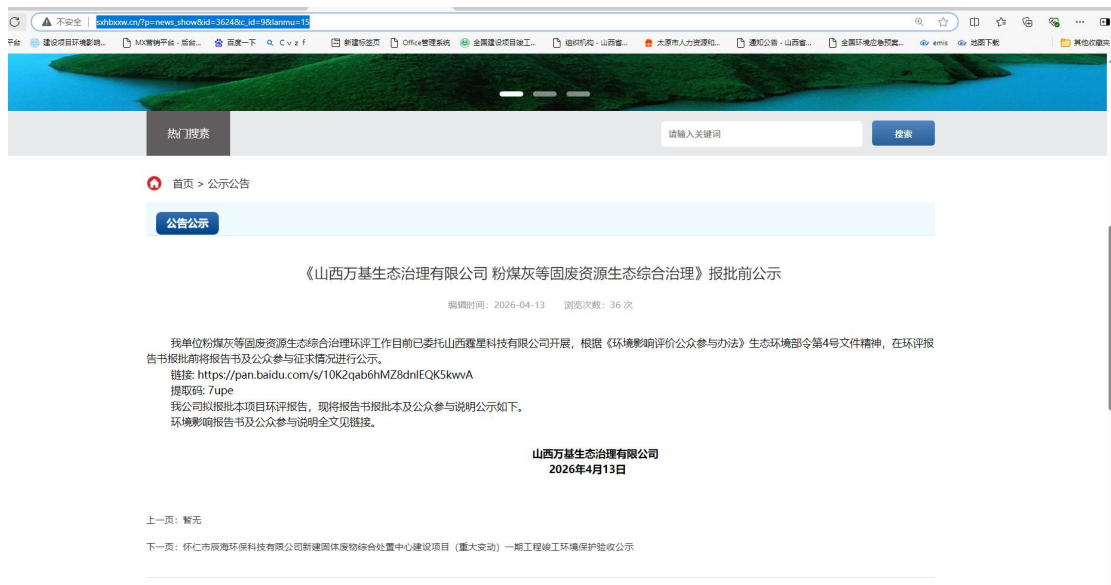 不安全 | sxhbxxw.cn/?p=news_show&id=3624&c_id=9&lanmu=15
平台 建设项目环境影响... MX营销平台 - 后台... 百度一下 C v z f 新建标签页 Office管理系统 全国建设项目竣工... 组织机构 - 山西省... 太原市人力资源和... 通知公告 - 山西省... 全国环境应急预案... emis 地图下载 其他收藏夹
热门搜素 请输入关键词 搜索
首页 > 公示公告
公告公示
《山西万基生态治理有限公司 粉煤灰等固废资源生态综合治理》报批前公示
编辑时间：2026-04-13 浏览次数：36 次
我单位粉煤灰等固废资源生态综合治理环评工作目前已委托山西霾星科技有限公司开展，根据《环境影响评价公众参与办法》生态环境部令第4号文件精神，在环评报
告书报批前将报告书及公众参与征求情况进行公示。
链接: https://pan.baidu.com/s/10K2qab6hMZ8dnlEQK5kwvA
提取码: 7upe
我公司拟报批本项目环评报告，现将报告书报批本及公众参与说明公示如下。
环境影响报告书及公众参与说明全文见链接。
山西万基生态治理有限公司
2026年4月13日
上一页：暂无
下一页：怀仁市辰海环保科技有限公司新建固体废物综合处置中心建设项目（重大变动）一期工程竣工环境保护验收公示